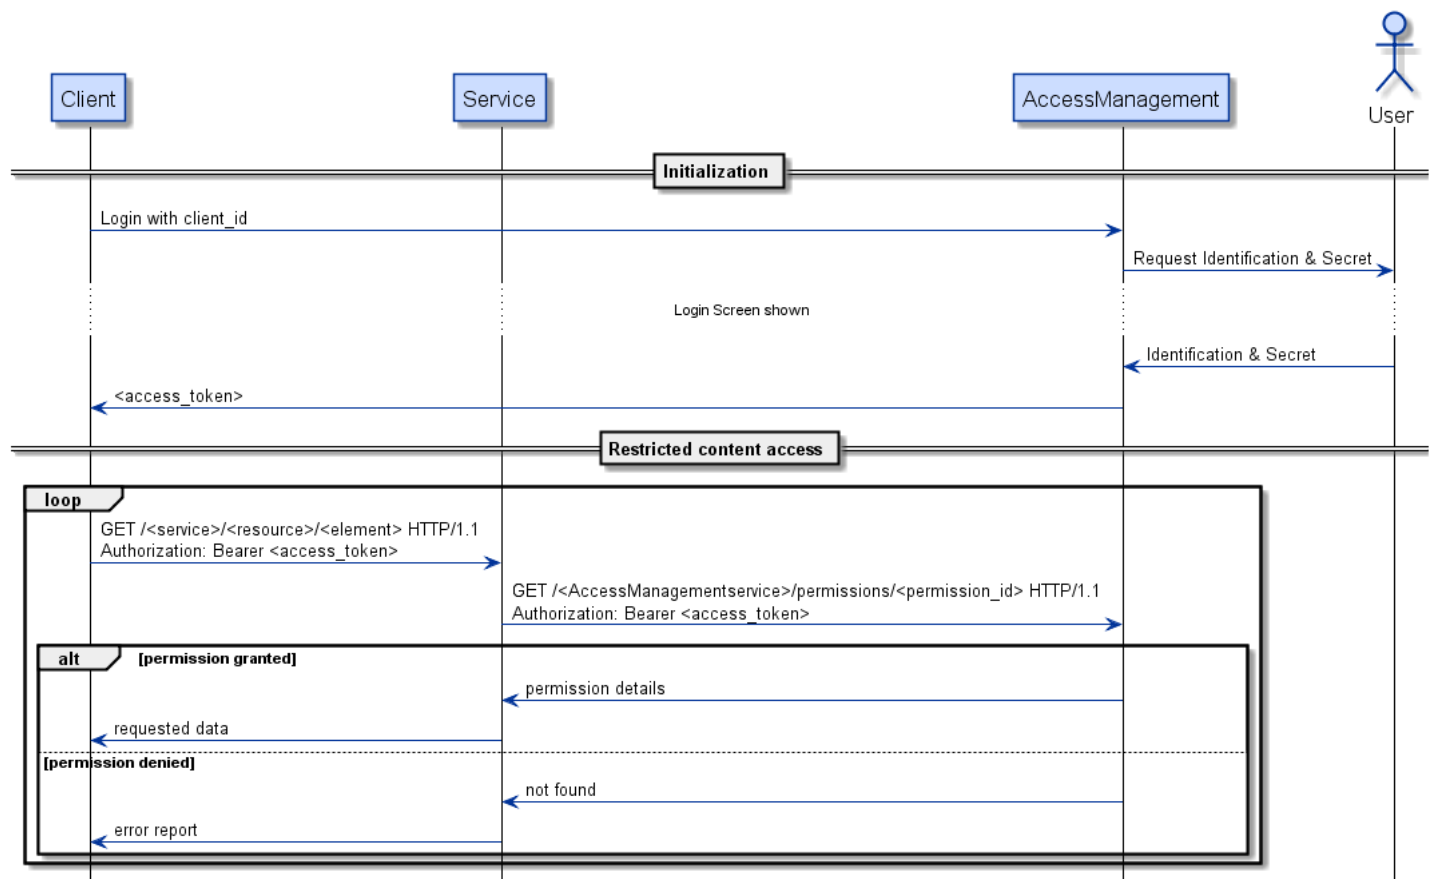 Client
Service
AccessManagement
User
Initialization
Login with client_id
Request Identification & Secret
Login Screen shown
Identification & Secret
<access_token>
Restricted content access
loop
GET /<service>/<resource>/<element> HTTP/1.1
Authorization: Bearer <access_token>
GET /<AccessManagementservice>/permissions/<permission_id> HTTP/1.1
Authorization: Bearer <access_token>
alt [permission granted]
permission details
requested data
[permission denied]
not found
error report